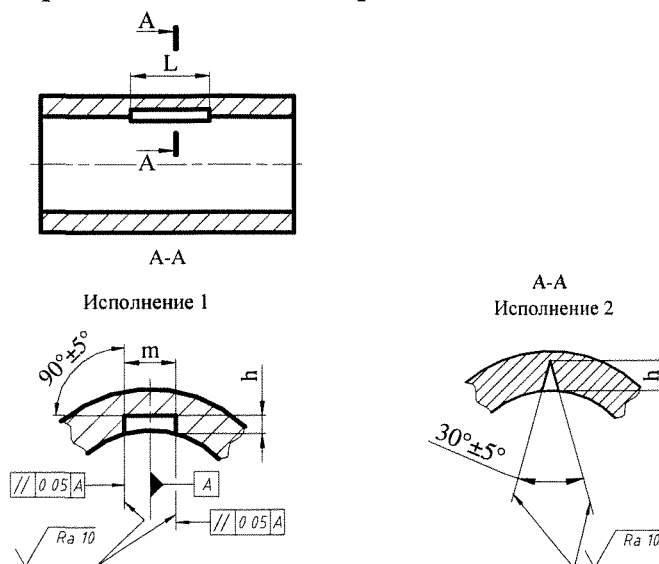 A
L
A
A-A
Исполнение 1
90°±5°
m
h
// 0 05 A
A
// 0 05 A
Ra 10
A-A
Исполнение 2
h
30°±5°
Ra 10